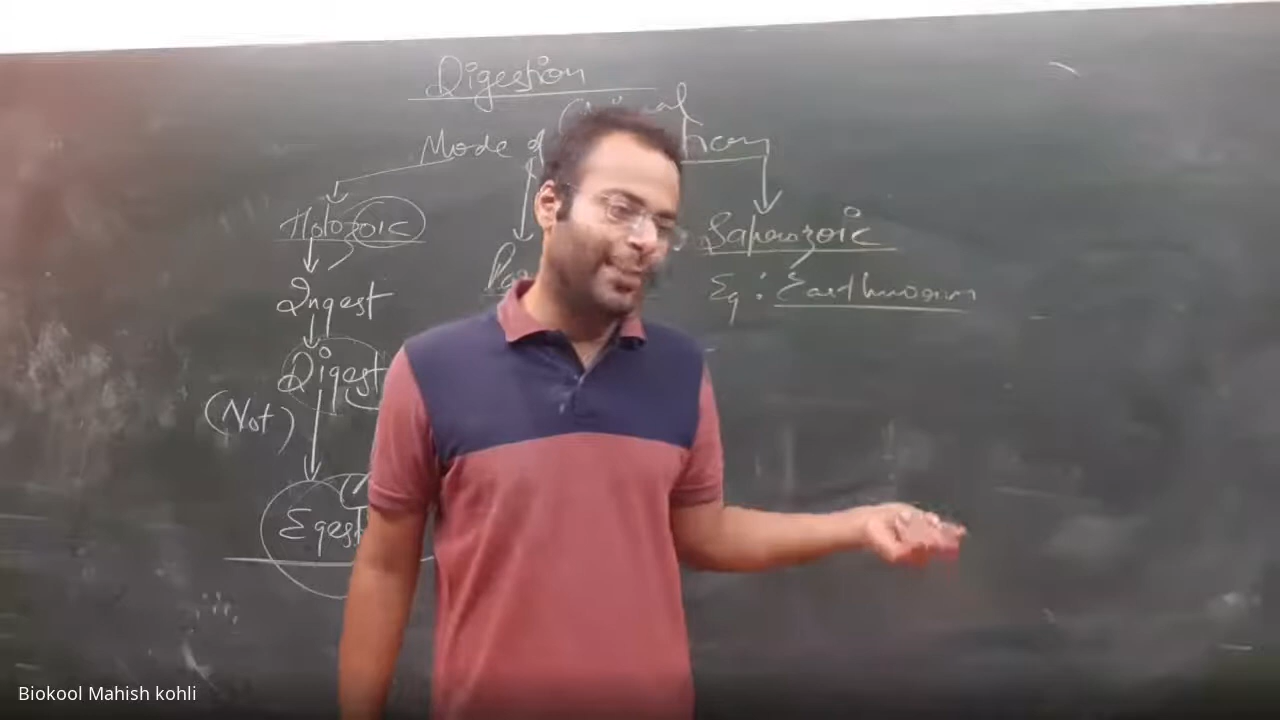 Digestion
Mode of
Holozoic
Saprozoic
Eg : Earthworm
Ingest
Digest
(Not)
Egest
Biokool Mahish kohli